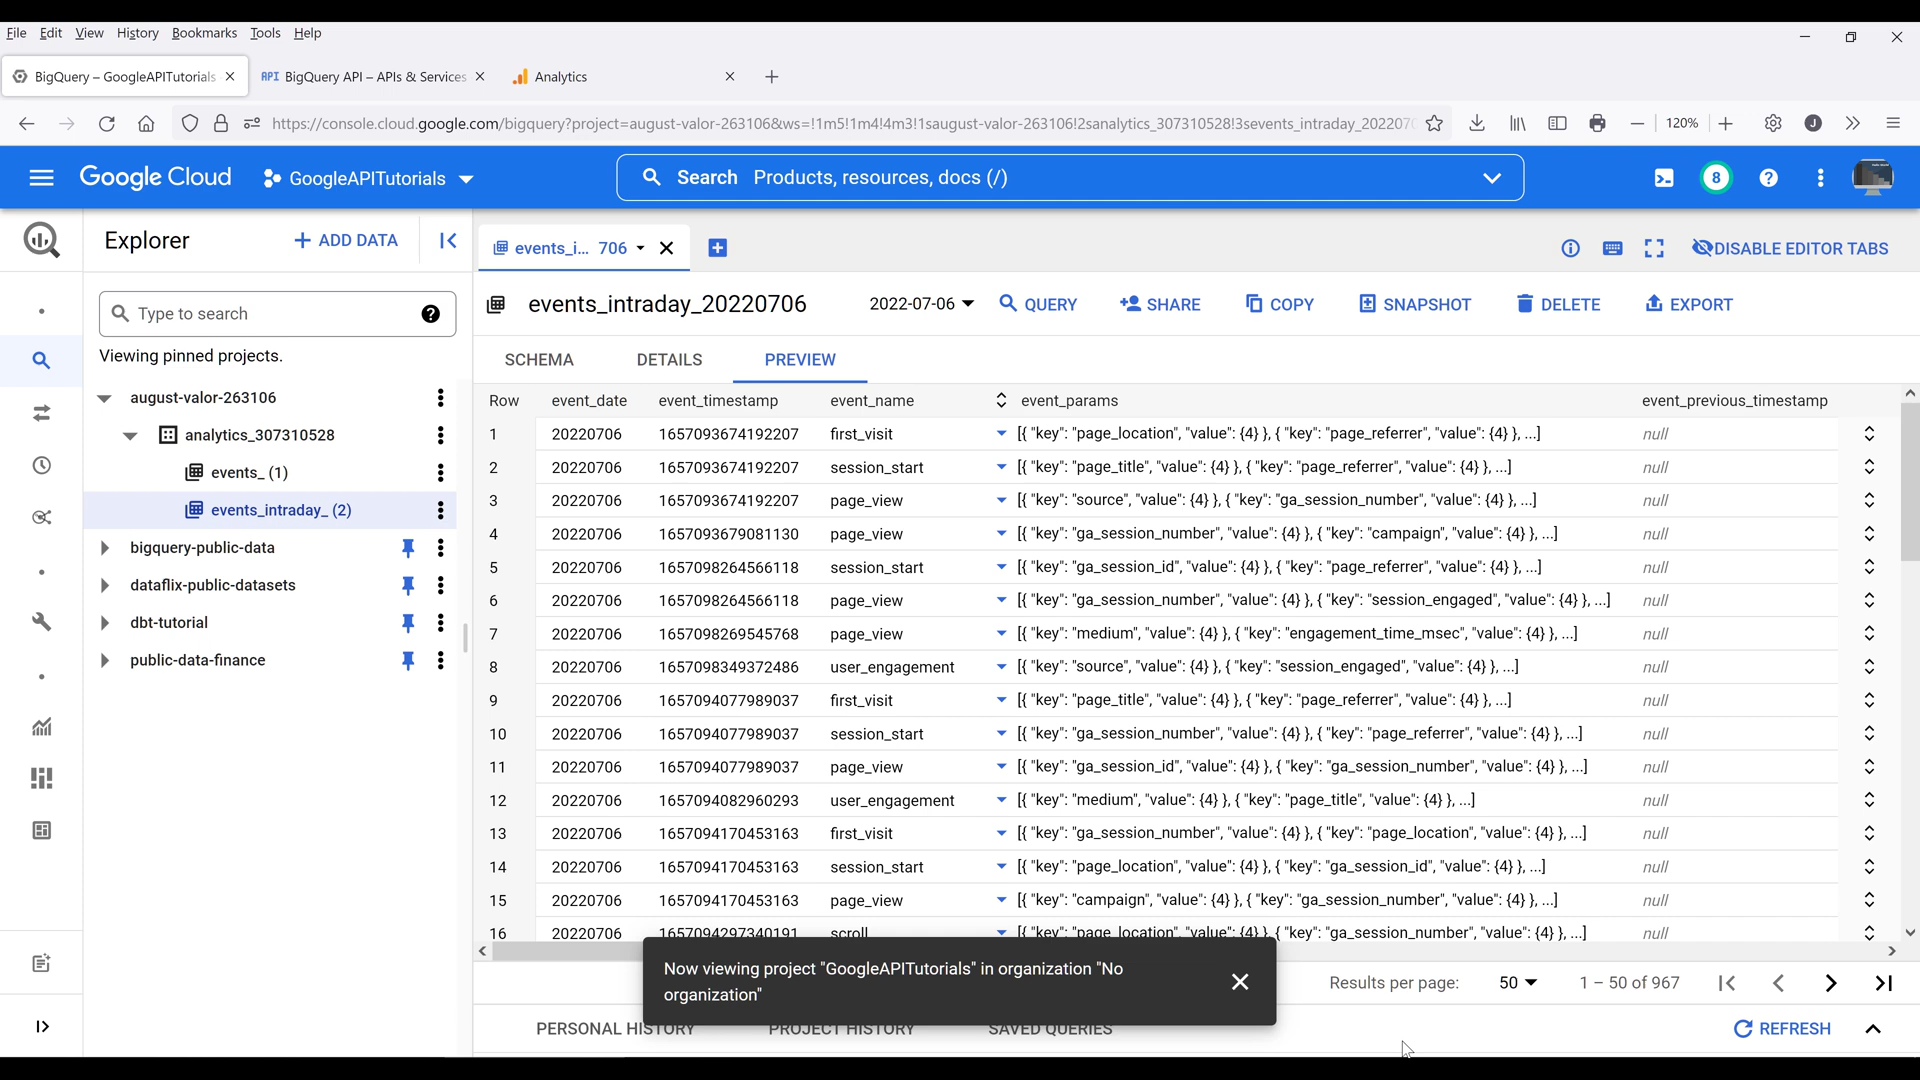 File Edit View History Bookmarks Tools Help
BigQuery – GoogleAPITutorials
API BigQuery API – APIs & Services
Analytics
https://console.cloud.google.com/bigquery?project=august-valor-263106&ws=!1m5!1m4!4m3!1saugust-valor-263106!2sanalytics_307310528!3sevents_intraday_202207
120%
J
Google Cloud GoogleAPITutorials
Search Products, resources, docs (/)
8
Explorer
+ ADD DATA
events_i... 706
DISABLE EDITOR TABS
Type to search
Viewing pinned projects.
august-valor-263106
analytics_307310528
events_ (1)
events_intraday_ (2)
bigquery-public-data
dataflix-public-datasets
dbt-tutorial
public-data-finance
events_intraday_20220706
2022-07-06
QUERY SHARE COPY SNAPSHOT DELETE EXPORT
SCHEMA DETAILS PREVIEW
Row event_date event_timestamp event_name event_params event_previous_timestamp
1 20220706 1657093674192207 first_visit [{ "key": "page_location", "value": {4} }, { "key": "page_referrer", "value": {4} }, ...] null
2 20220706 1657093674192207 session_start [{ "key": "page_title", "value": {4} }, { "key": "page_referrer", "value": {4} }, ...] null
3 20220706 1657093674192207 page_view [{ "key": "source", "value": {4} }, { "key": "ga_session_number", "value": {4} }, ...] null
4 20220706 1657093679081130 page_view [{ "key": "ga_session_number", "value": {4} }, { "key": "campaign", "value": {4} }, ...] null
5 20220706 1657098264566118 session_start [{ "key": "ga_session_id", "value": {4} }, { "key": "page_referrer", "value": {4} }, ...] null
6 20220706 1657098264566118 page_view [{ "key": "ga_session_number", "value": {4} }, { "key": "session_engaged", "value": {4} }, ...] null
7 20220706 1657098269545768 page_view [{ "key": "medium", "value": {4} }, { "key": "engagement_time_msec", "value": {4} }, ...] null
8 20220706 1657098349372486 user_engagement [{ "key": "source", "value": {4} }, { "key": "session_engaged", "value": {4} }, ...] null
9 20220706 1657094077989037 first_visit [{ "key": "page_title", "value": {4} }, { "key": "page_referrer", "value": {4} }, ...] null
10 20220706 1657094077989037 session_start [{ "key": "ga_session_number", "value": {4} }, { "key": "page_referrer", "value": {4} }, ...] null
11 20220706 1657094077989037 page_view [{ "key": "ga_session_id", "value": {4} }, { "key": "ga_session_number", "value": {4} }, ...] null
12 20220706 1657094082960293 user_engagement [{ "key": "medium", "value": {4} }, { "key": "page_title", "value": {4} }, ...] null
13 20220706 1657094170453163 first_visit [{ "key": "ga_session_number", "value": {4} }, { "key": "page_location", "value": {4} }, ...] null
14 20220706 1657094170453163 session_start [{ "key": "page_location", "value": {4} }, { "key": "ga_session_id", "value": {4} }, ...] null
15 20220706 1657094170453163 page_view [{ "key": "campaign", "value": {4} }, { "key": "ga_session_number", "value": {4} }, ...] null
16 20220706 1657094297340191 scroll [{ "key": "page_location", "value": {4} }, { "key": "ga_session_number", "value": {4} }, ...] null
Now viewing project "GoogleAPITutorials" in organization "No
organization"
Results per page: 50 1 – 50 of 967
PERSONAL HISTORY PROJECT HISTORY SAVED QUERIES
REFRESH